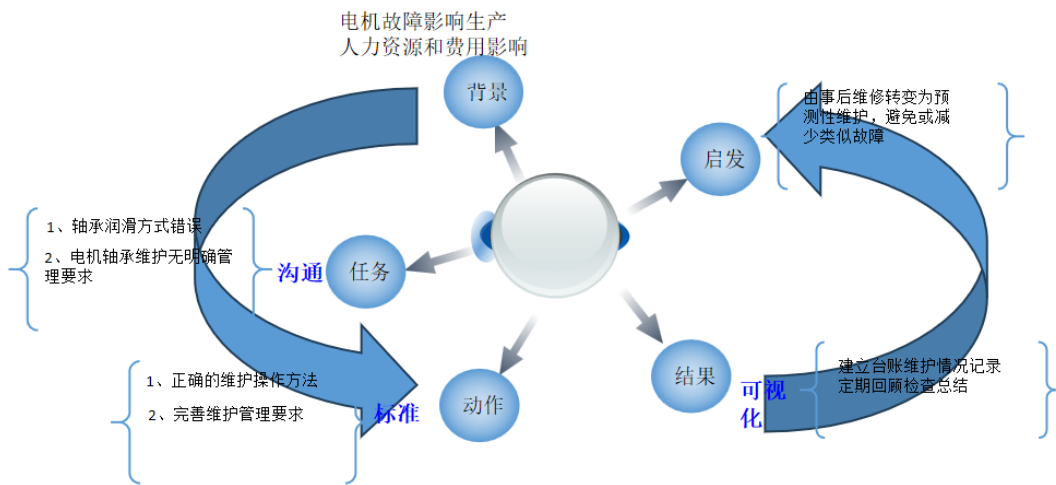 电机故障影响生产
人力资源和费用影响
背景
由事后维修转变为预
测性维护，避免或减
少类似故障
启发
1、轴承润滑方式错误
2、电机轴承维护无明确管
理要求
沟通
任务
1、正确的维护操作方法
2、完善维护管理要求
标准
动作
结果
可视
化
建立台账维护情况记录
定期回顾检查总结